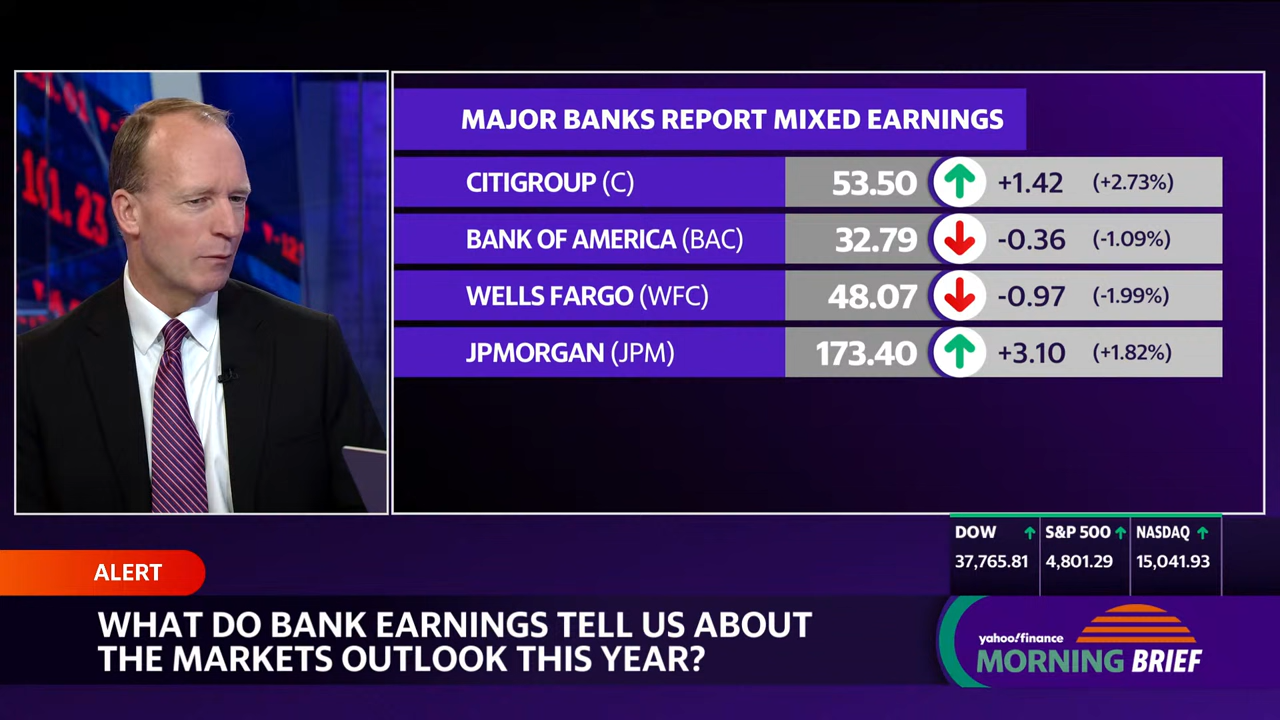 MAJOR BANKS REPORT MIXED EARNINGS
CITIGROUP (C) 53.50 +1.42 (+2.73%)
BANK OF AMERICA (BAC) 32.79 -0.36 (-1.09%)
WELLS FARGO (WFC) 48.07 -0.97 (-1.99%)
JPMORGAN (JPM) 173.40 +3.10 (+1.82%)
DOW S&P 500 NASDAQ
37,765.81 4,801.29 15,041.93
ALERT
WHAT DO BANK EARNINGS TELL US ABOUT
THE MARKETS OUTLOOK THIS YEAR?
yahoo!finance
MORNING BRIEF